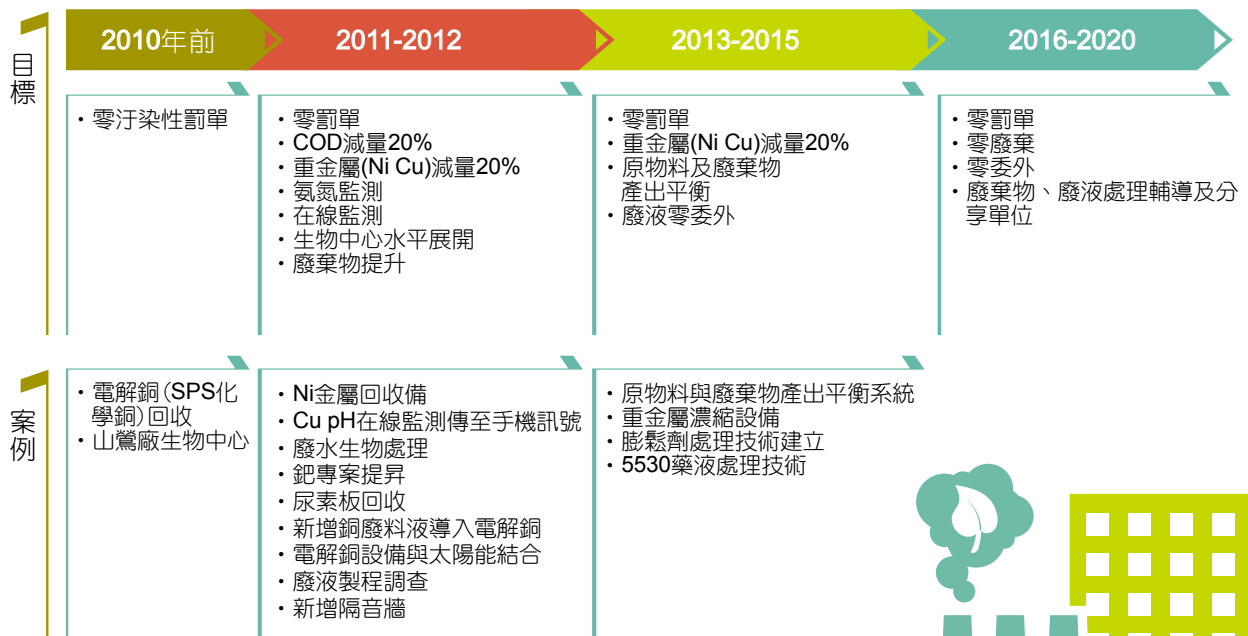 目標
2010年前
2011-2012
2013-2015
2016-2020
・零汙染性罰單
・零罰單
・COD減量20%
・重金屬(Ni Cu)減量20%
・氨氮監測
・在線監測
・生物中心水平展開
・廢棄物提升
・零罰單
・重金屬(Ni Cu)減量20%
・原物料及廢棄物
產出平衡
・廢液零委外
・零罰單
・零廢棄
・零委外
・廢棄物、廢液處理輔導及分
享單位
案例
・電解銅(SPS化
學銅)回收
・山鶯廠生物中心
・Ni金屬回收備
・Cu pH在線監測傳至手機訊號
・廢水生物處理
・鈀專案提昇
・尿素板回收
・新增銅廢料液導入電解銅
・電解銅設備與太陽能結合
・廢液製程調查
・新增隔音牆
・原物料與廢棄物產出平衡系統
・重金屬濃縮設備
・膨鬆劑處理技術建立
・5530藥液處理技術